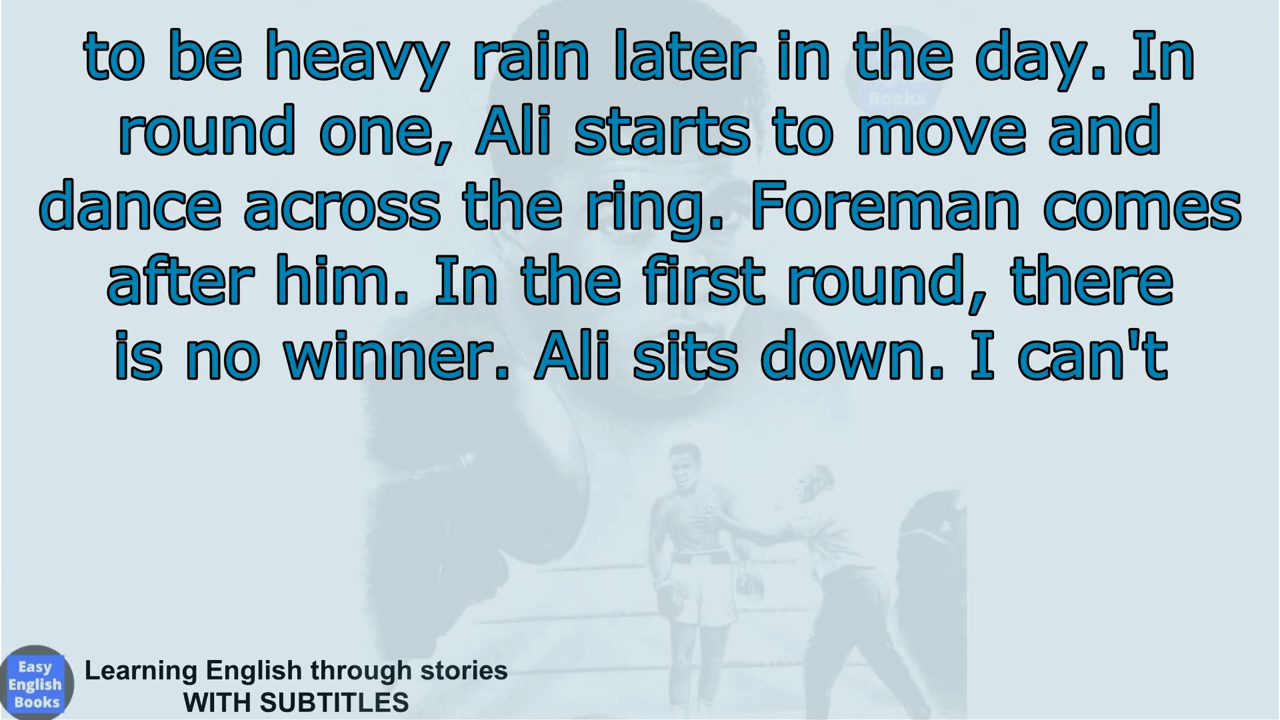 to be heavy rain later in the day. In
round one, Ali starts to move and
dance across the ring. Foreman comes
after him. In the first round, there
is no winner. Ali sits down. I can't
Books
Easy
English
Books
Learning English through stories
WITH SUBTITLES